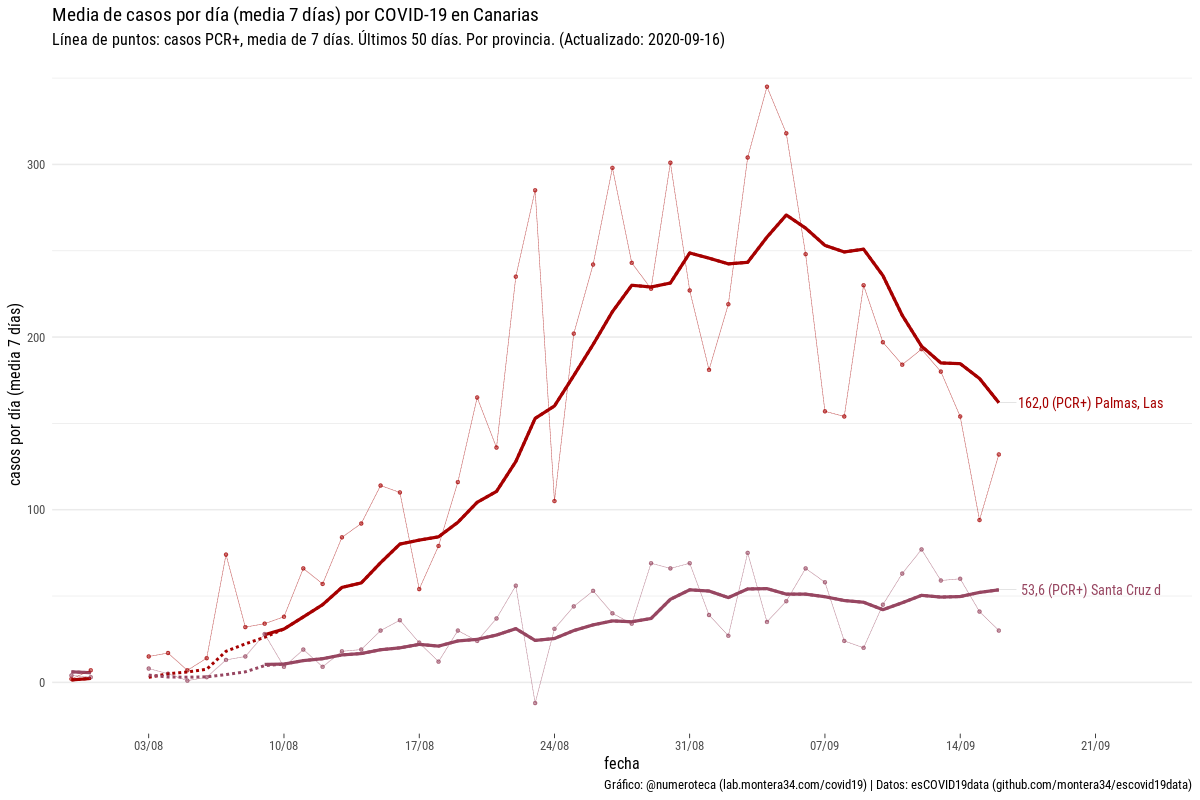 Media de casos por día (media 7 días) por COVID-19 en Canarias
Línea de puntos: casos PCR+, media de 7 días. Últimos 50 días. Por provincia. (Actualizado: 2020-09-16)
casos por día (media 7 días)
300
200
100
0
162,0 (PCR+) Palmas, Las
53,6 (PCR+) Santa Cruz d
03/08
10/08
17/08
24/08
31/08
07/09
14/09
21/09
fecha
Gráfico: @numeroteca (lab.montera34.com/covid19) | Datos: esCOVID19data (github.com/montera34/escovid19data)